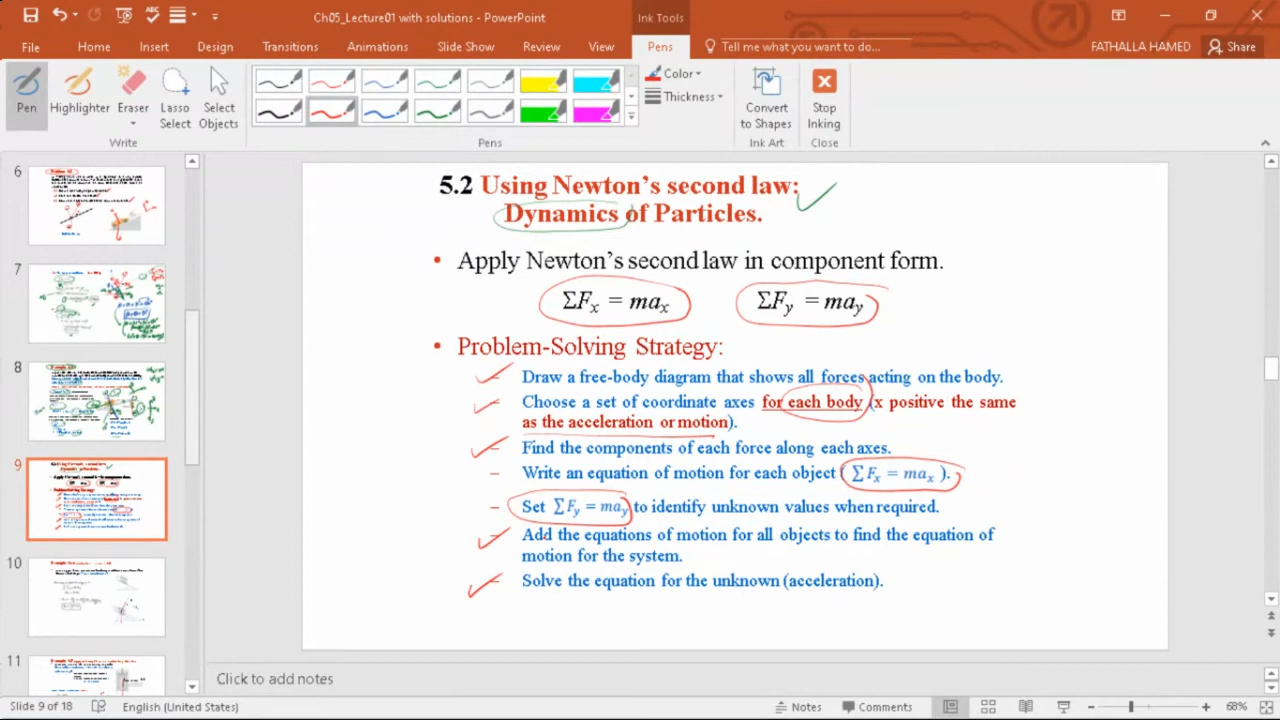 Ch05_Lecture01 with solutions - PowerPoint
Ink Tools
File
Home
Insert
Design
Transitions
Animations
Slide Show
Review
View
Pens
Tell me what you want to do...
FATHALLA HAMED
Share
Pen
Highlighter
Eraser
Lasso Select
Select Objects
Color
Thickness
Convert to Shapes
Stop Inking
Write
Pens
Ink Art
Close
6
7
8
9
11
5.2 Using Newton's second law:
Dynamics of Particles.
• Apply Newton's second law in component form.
ΣFx = max ΣFy = may
• Problem-Solving Strategy:
– Draw a free-body diagram that shows all forces acting on the body.
– Choose a set of coordinate axes for each body (x positive the same
as the acceleration or motion).
– Find the components of each force along each axes.
– Write an equation of motion for each object ( ∑ Fx = max ).
– Set ∑ Fy = may to identify unknown values when required.
– Add the equations of motion for all objects to find the equation of
motion for the system.
– Solve the equation for the unknown (acceleration).
Click to add notes
Slide 9 of 18
English (United States)
Notes
Comments
68%